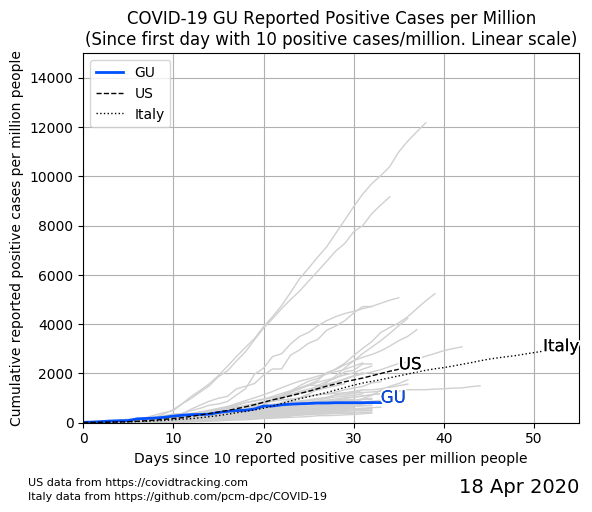 COVID-19 GU Reported Positive Cases per Million
(Since first day with 10 positive cases/million. Linear scale)
Cumulative reported positive cases per million people
14000
12000
10000
8000
6000
4000
2000
0
GU
US
Italy
Italy
US
GU
0
10
20
30
40
50
Days since 10 reported positive cases per million people
US data from https://covidtracking.com
Italy data from https://github.com/pcm-dpc/COVID-19
18 Apr 2020